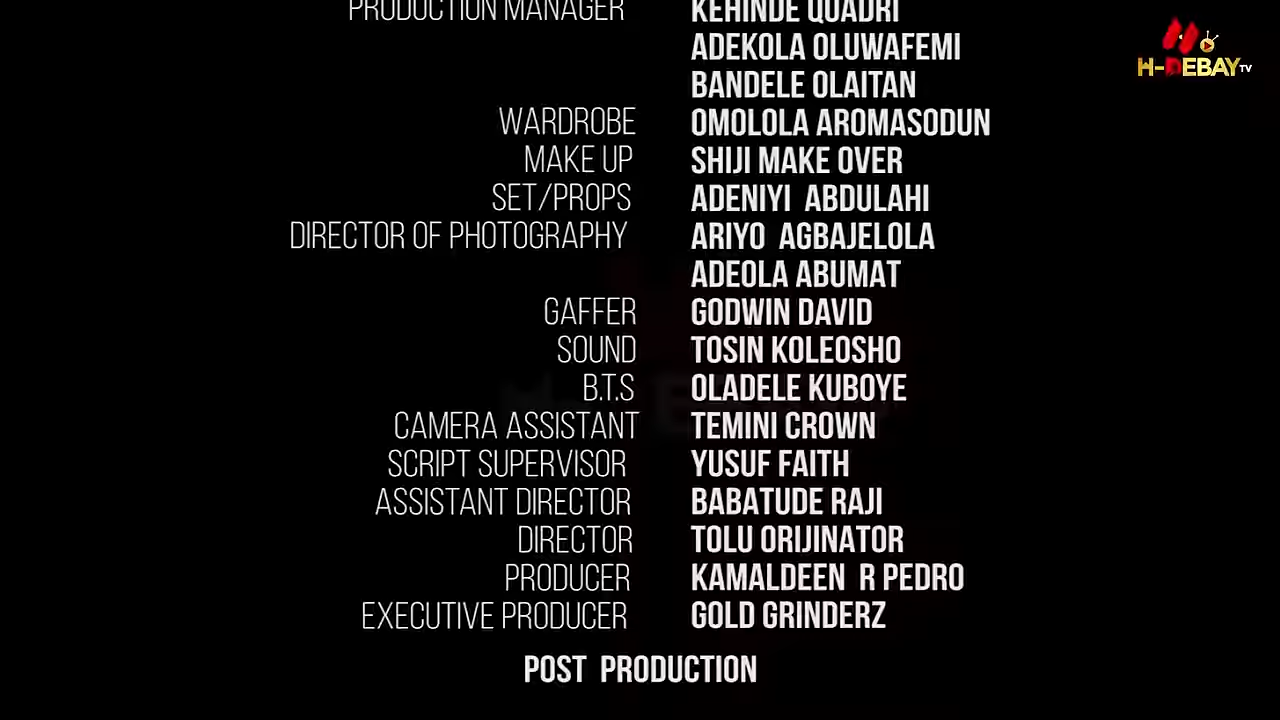 PRODUCTION MANAGER KEHINDE QUADRI
ADEKOLA OLUWAFEMI
BANDELE OLAITAN
WARDROBE OMOLOLA AROMASODUN
MAKE UP SHIJI MAKE OVER
SET/PROPS ADENIYI ABDULAHI
DIRECTOR OF PHOTOGRAPHY ARIYO AGBAJELOLA
ADEOLA ABUMAT
GAFFER GODWIN DAVID
SOUND TOSIN KOLEOSHO
B.T.S OLADELE KUBOYE
CAMERA ASSISTANT TEMINI CROWN
SCRIPT SUPERVISOR YUSUF FAITH
ASSISTANT DIRECTOR BABATUDE RAJI
DIRECTOR TOLU ORIJINATOR
PRODUCER KAMALDEEN R PEDRO
EXECUTIVE PRODUCER GOLD GRINDERZ
POST PRODUCTION
H-DEBAY TV